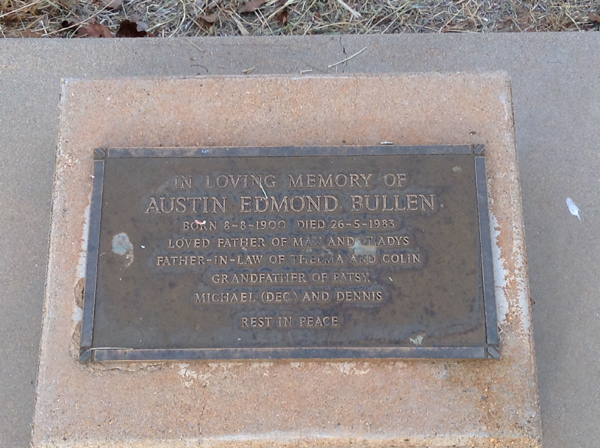 IN LOVING MEMORY OF
AUSTIN EDMOND BULLEN
BORN 8-8-1900 DIED 26-5-1983
LOVED FATHER OF MAX AND GLADYS
FATHER-IN-LAW OF THELMA AND COLIN
GRANDFATHER OF PATSY,
MICHAEL (DEC) AND DENNIS
REST IN PEACE